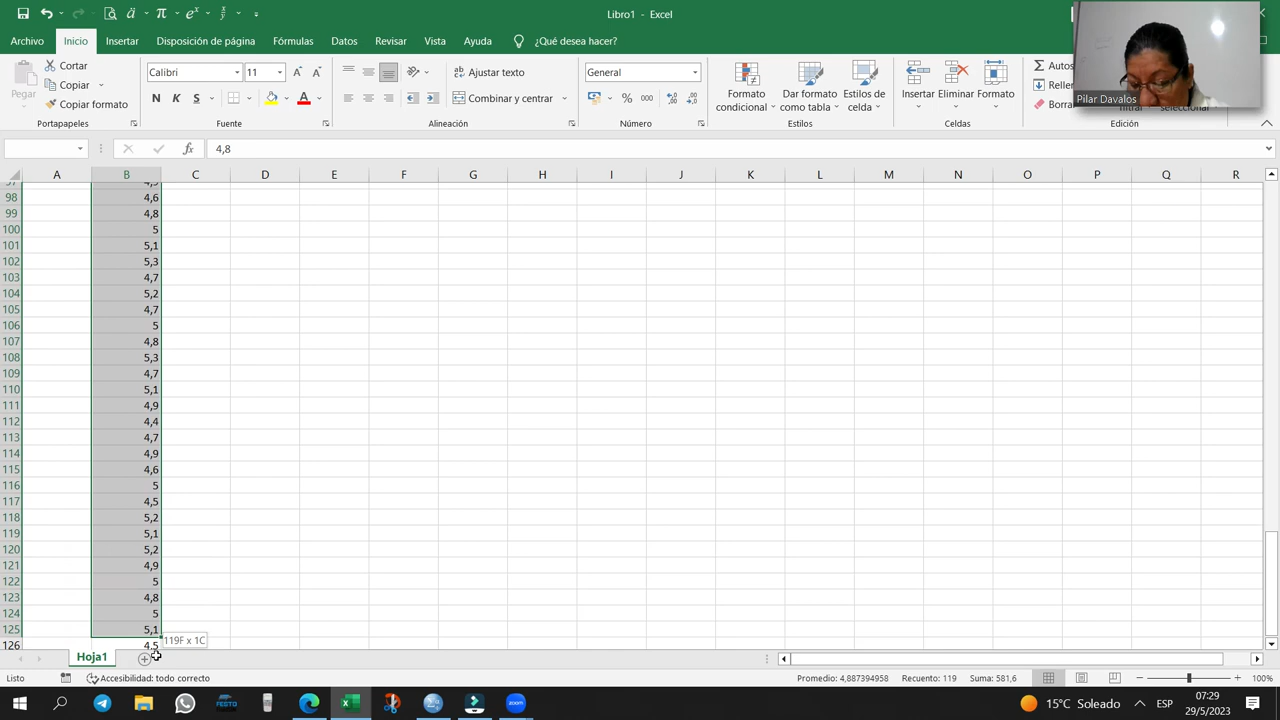 Libro1 - Excel
Archivo Inicio Insertar Disposición de página Fórmulas Datos Revisar Vista Ayuda ¿Qué desea hacer?
Pegar
Cortar
Copiar
Copiar formato
Portapapeles
Calibri 11
N K S
Fuente
Ajustar texto
Combinar y centrar
Alineación
General
% 000
Número
Formato condicional
Dar formato como tabla
Estilos de celda
Estilos
Insertar Eliminar Formato
Celdas
Edición
Pilar Davalos
fx 4,8
A B C D E F G H I J K L M N O P Q R
98 4,6
99 4,8
100 5
101 5,1
102 5,3
103 4,7
104 5,2
105 4,7
106 5
107 4,8
108 5,3
109 4,7
110 5,1
111 4,9
112 4,4
113 4,7
114 4,9
115 4,6
116 5
117 4,5
118 5,2
119 5,1
120 5,2
121 4,9
122 5
123 4,8
124 5
125 5,1
119F x 1C
126 4,5
Hoja1
Listo Accesibilidad: todo correcto Promedio: 4,887394958 Recuento: 119 Suma: 581,6 100%
FESTO zoom 15°C Soleado ESP 07:29
29/5/2023